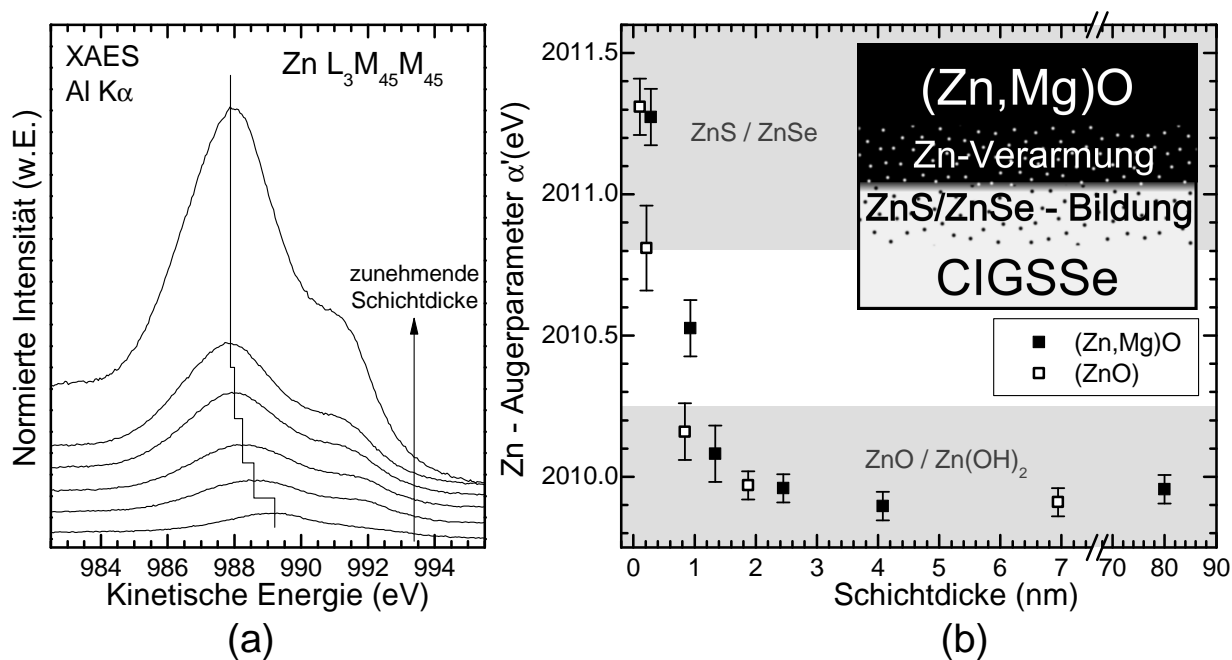 XAES
Al Kα
Zn L₃M₄₅M₄₅
zunehmende
Schichtdicke
Normierte Intensität (w.E.)
984 986 988 990 992 994
Kinetische Energie (eV)
(a)
Zn - Augerparameter α'(eV)
2011.5
2011.0
2010.5
2010.0
ZnS / ZnSe
(Zn,Mg)O
Zn-Verarmung
ZnS/ZnSe - Bildung
CIGSSe
(Zn,Mg)O
(ZnO)
ZnO / Zn(OH)₂
0 1 2 3 4 5 6 7 70 80 90
Schichtdicke (nm)
(b)